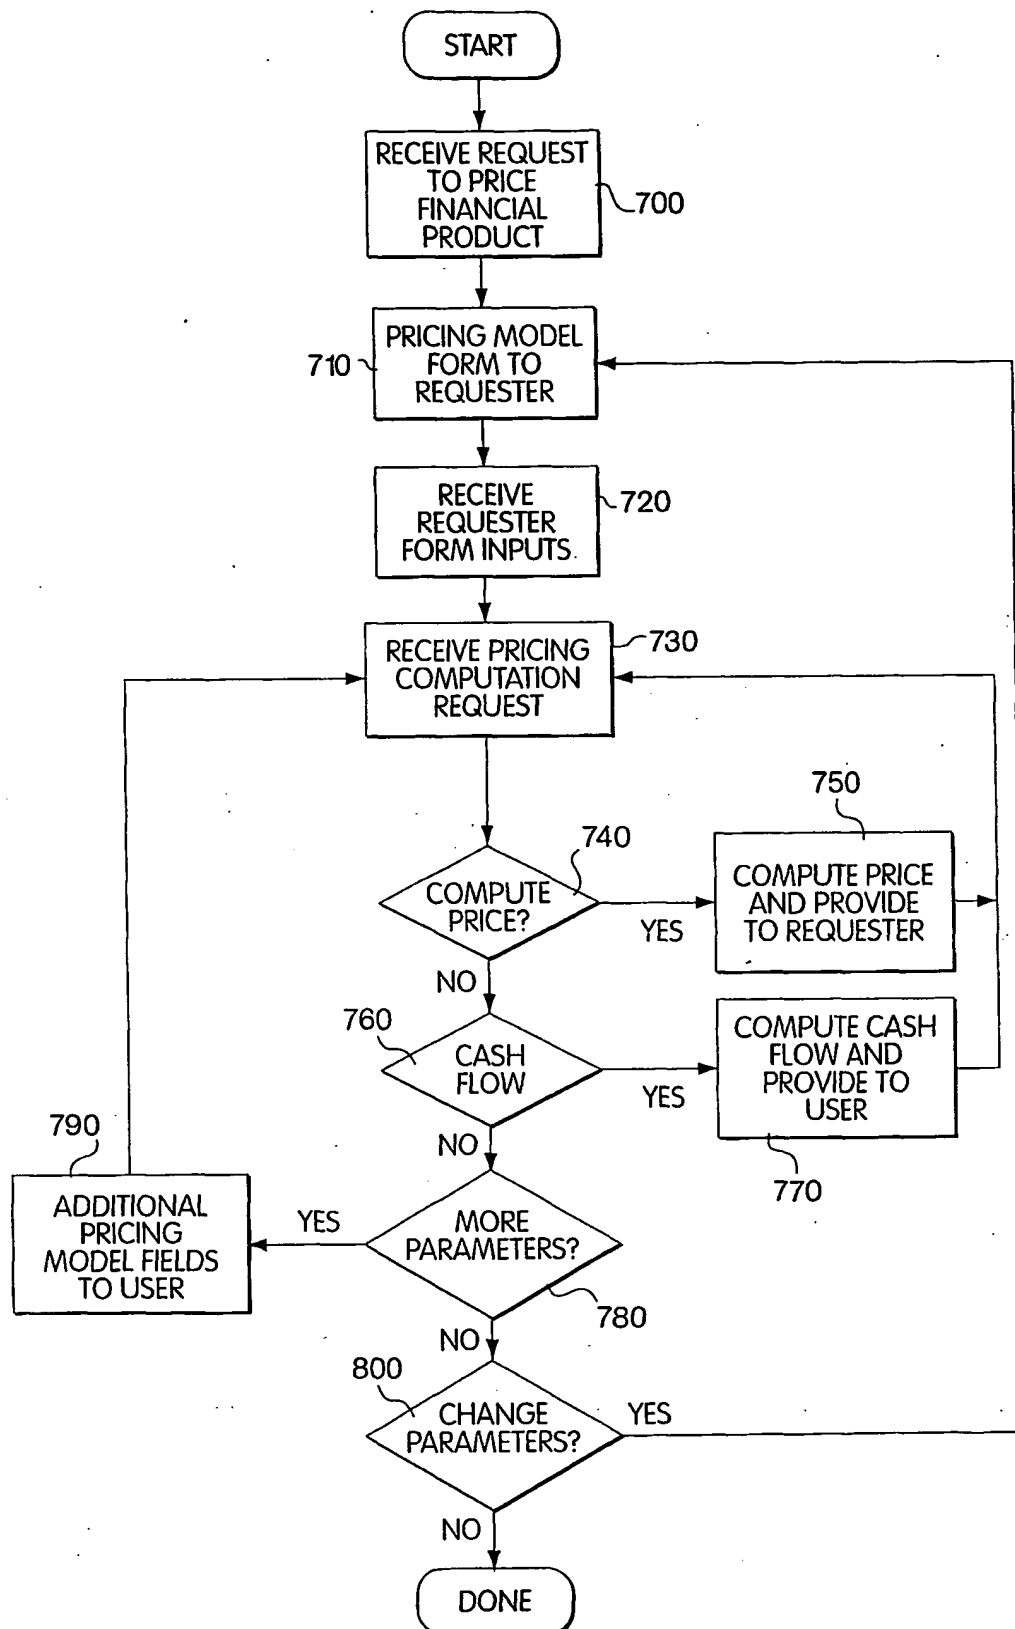 START
RECEIVE REQUEST
TO PRICE
FINANCIAL
PRODUCT
700
710
PRICING MODEL
FORM TO
REQUESTER
RECEIVE
REQUESTER
FORM INPUTS
720
730
RECEIVE PRICING
COMPUTATION
REQUEST
740
COMPUTE
PRICE?
YES
NO
750
COMPUTE PRICE
AND PROVIDE
TO REQUESTER
760
CASH
FLOW
YES
NO
COMPUTE CASH
FLOW AND
PROVIDE TO
USER
770
790
ADDITIONAL
PRICING
MODEL FIELDS
TO USER
YES
MORE
PARAMETERS?
780
NO
800
CHANGE
PARAMETERS?
YES
NO
DONE